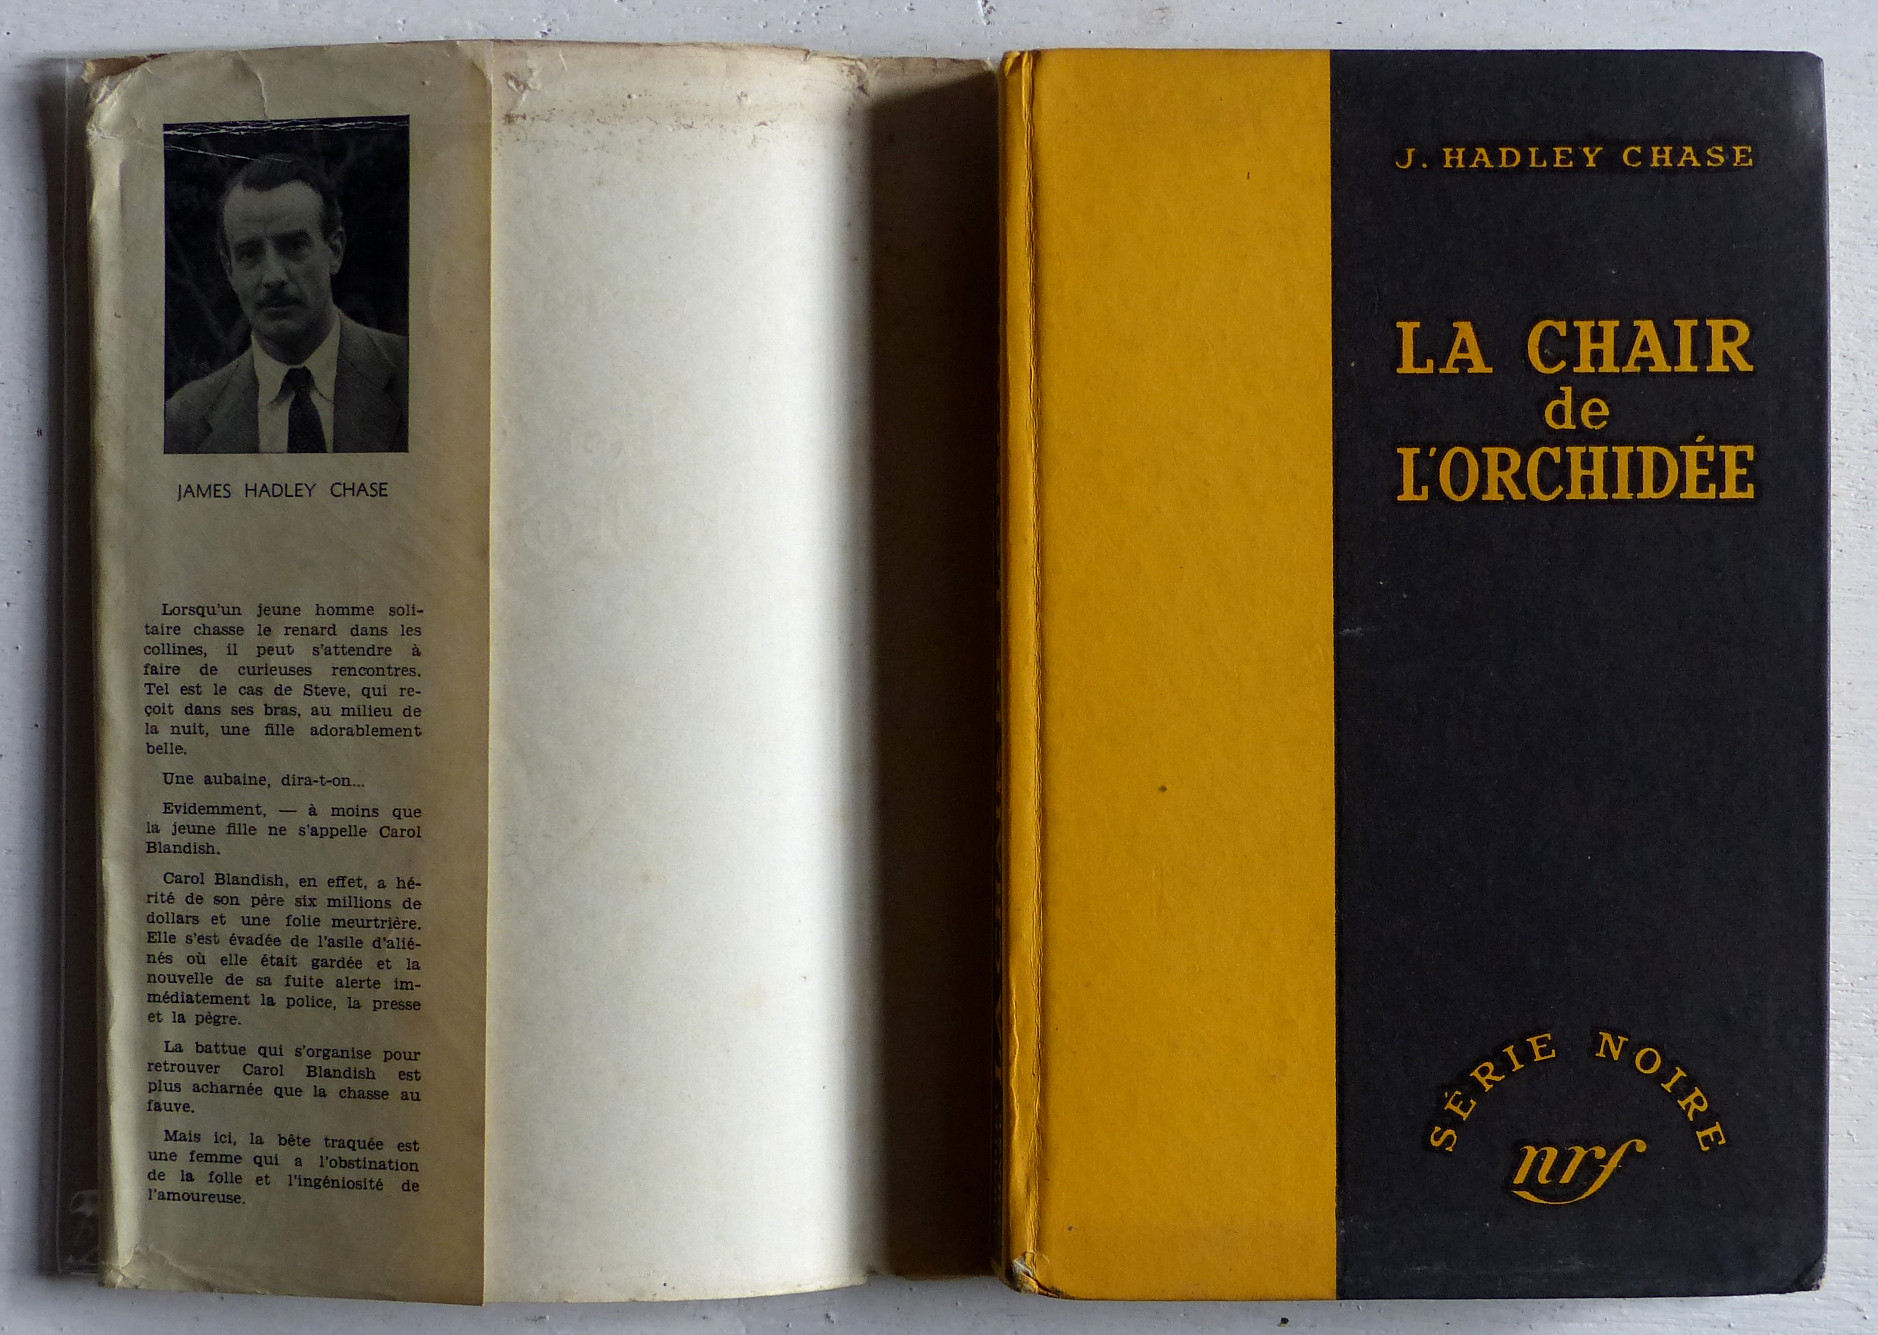 JAMES HADLEY CHASE
Lorsqu'un jeune homme soli-
taire chasse le renard dans les
collines, il peut s'attendre à
faire de curieuses rencontres.
Tel est le cas de Steve, qui re-
çoit dans ses bras, au milieu de
la nuit, une fille adorablement
belle.
Une aubaine, dira-t-on...
Evidemment, — à moins que
la jeune fille ne s'appelle Carol
Blandish.
Carol Blandish, en effet, a hé-
rité de son père six millions de
dollars et une folie meurtrière.
Elle s'est évadée de l'asile d'alié-
nés où elle était gardée et la
nouvelle de sa fuite alerte im-
médiatement la police, la presse
et la pègre.
La battue qui s'organise pour
retrouver Carol Blandish est
plus acharnée que la chasse au
fauve.
Mais ici, la bête traquée est
une femme qui a l'obstination
de la folle et l'ingéniosité de
l'amoureuse.
J. HADLEY CHASE
LA CHAIR
de
L'ORCHIDÉE
SÉRIE NOIRE
nrf